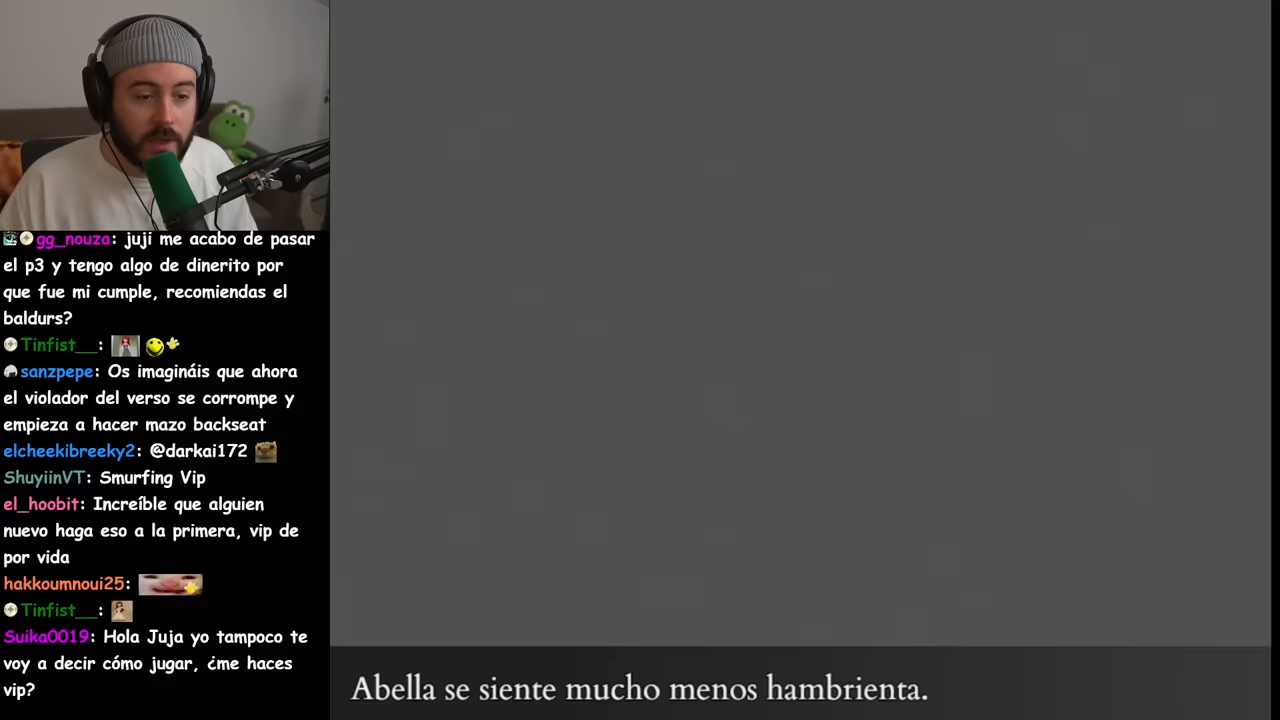 gg_nouza: juji me acabo de pasar
el p3 y tengo algo de dinerito por
que fue mi cumple, recomiendas el
baldurs?
Tinfist__:
sanzpepe: Os imagináis que ahora
el violador del verso se corrompe y
empieza a hacer mazo backseat
elcheekibreeky2: @darkai172
ShuyiinVT: Smurfing Vip
el_hoobit: Increíble que alguien
nuevo haga eso a la primera, vip de
por vida
hakkoumnoui25:
Tinfist__:
Suika0019: Hola Juja yo tampoco te
voy a decir cómo jugar, ¿me haces
vip?
Abella se siente mucho menos hambrienta.